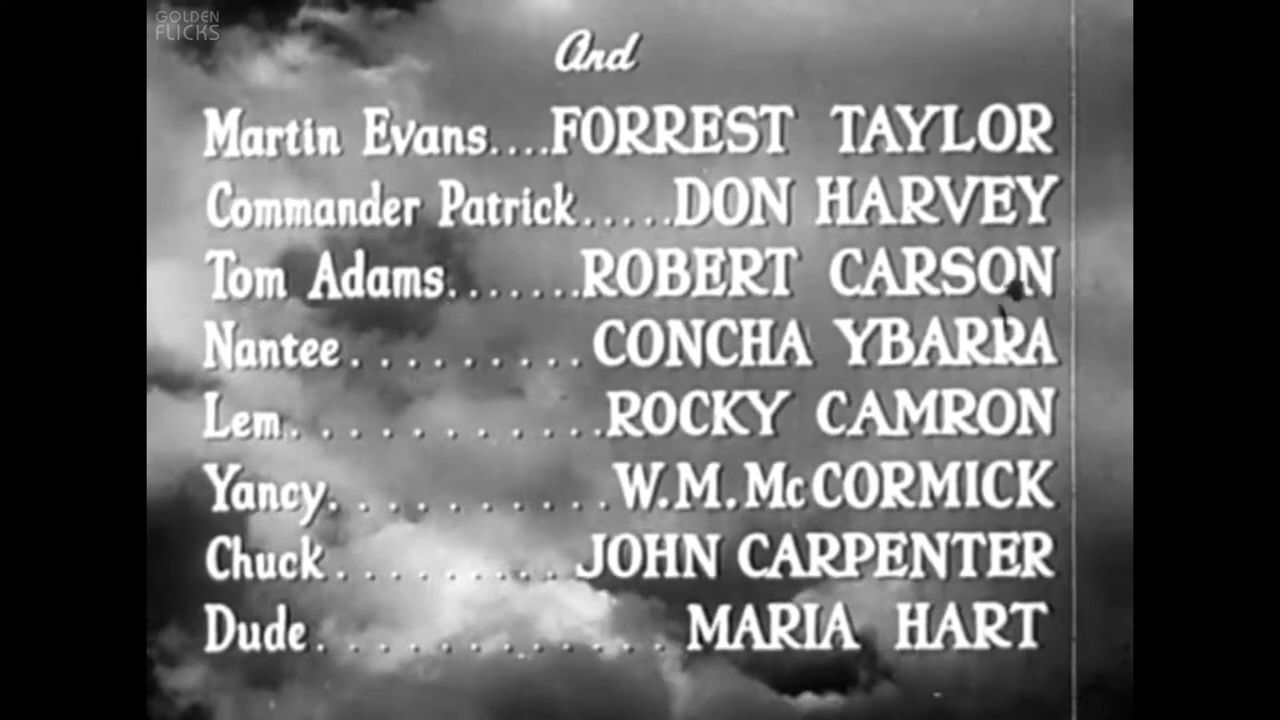 GOLDEN
FLICKS
And
Martin Evans....FORREST TAYLOR
Commander Patrick.....DON HARVEY
Tom Adams.......ROBERT CARSON
Nantee.........CONCHA YBARRA
Lem............ROCKY CAMRON
Yancy..........W.M.McCORMICK
Chuck.........JOHN CARPENTER
Dude............MARIA HART